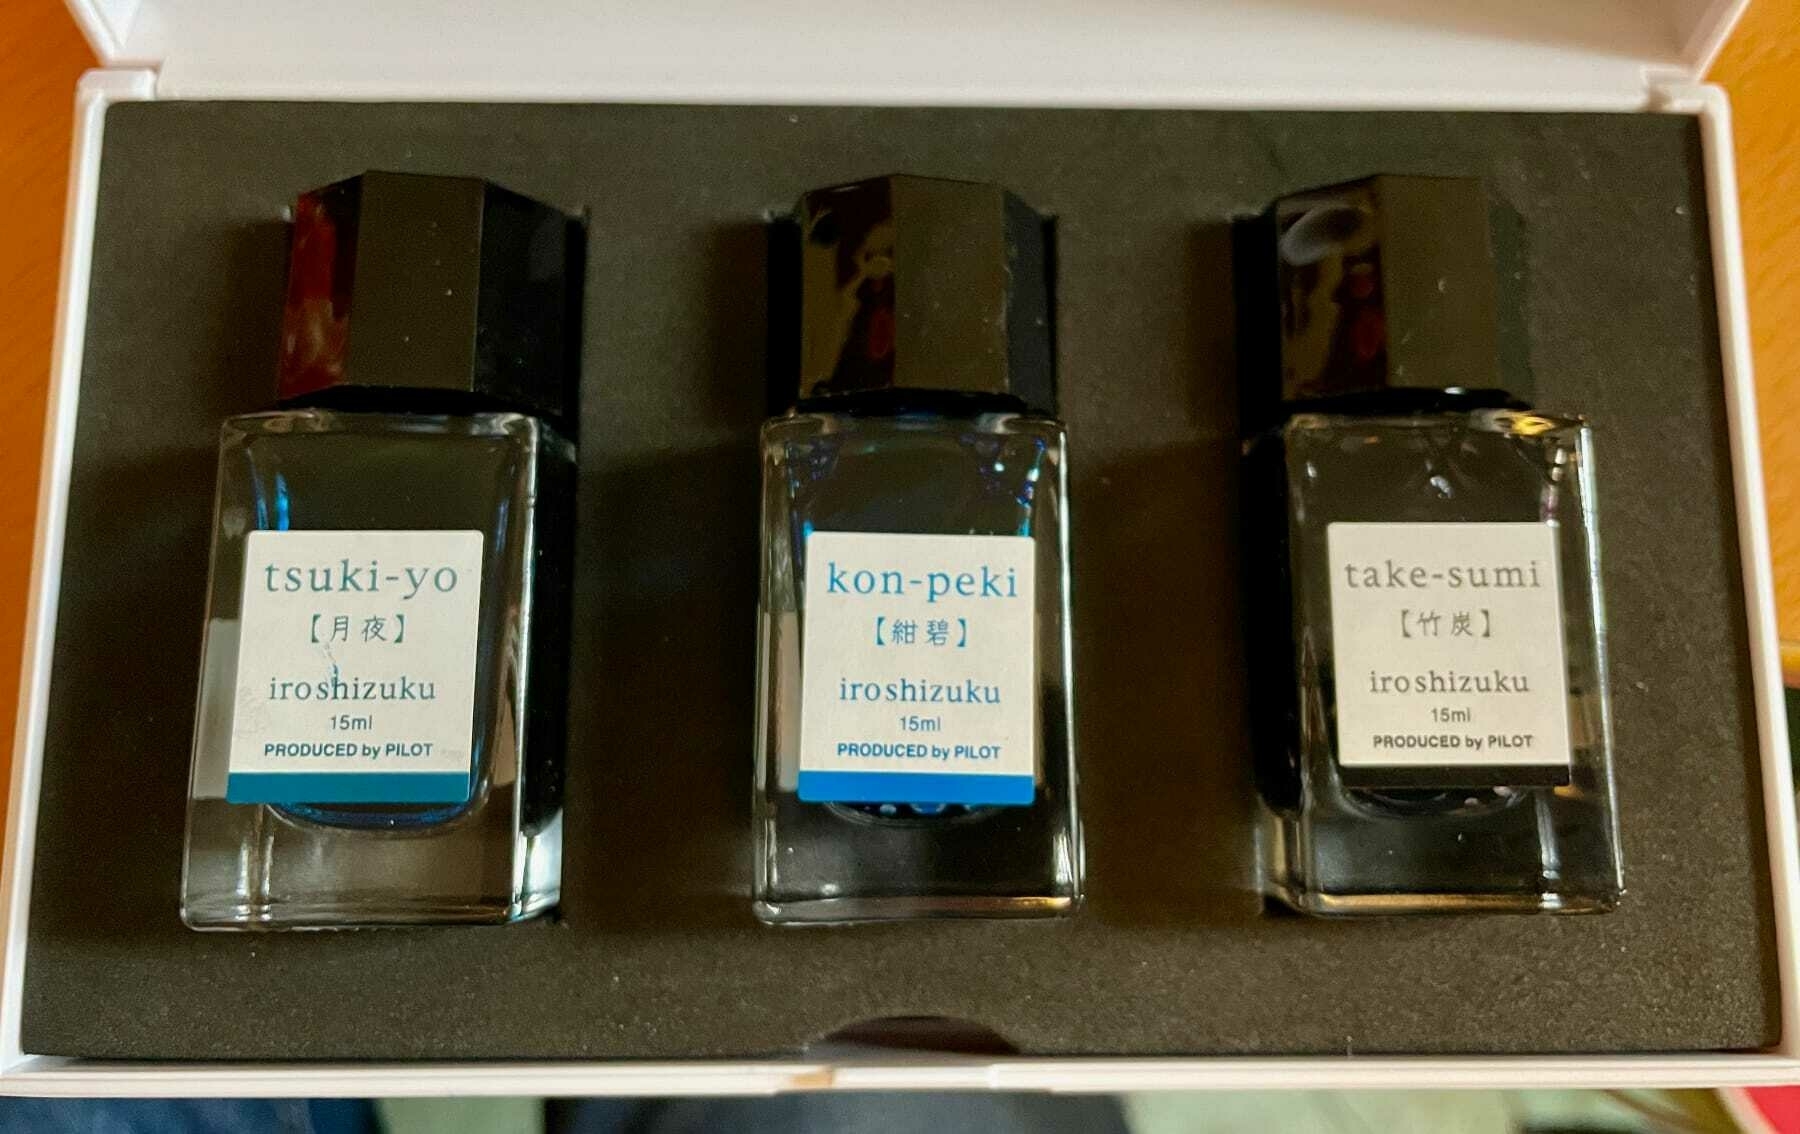 tsuki-yo
【月夜】
iroshizuku
15ml
PRODUCED by PILOT
kon-peki
【紺碧】
iroshizuku
15ml
PRODUCED by PILOT
take-sumi
【竹炭】
iroshizuku
15ml
PRODUCED by PILOT